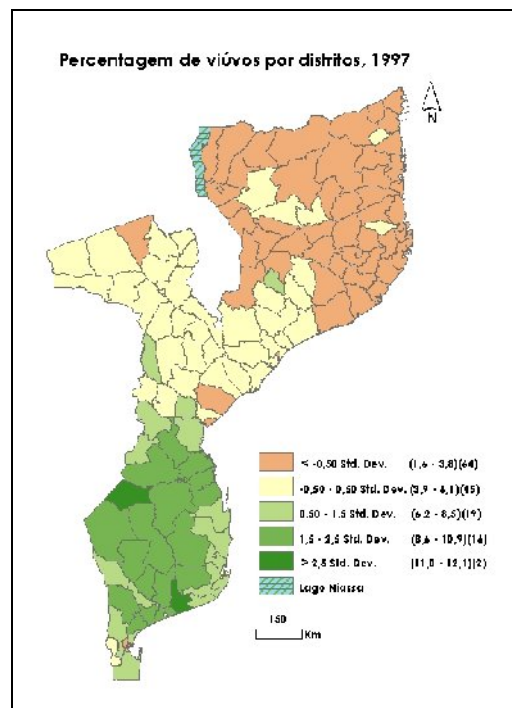 Percentagem de viúvos por distritos, 1997
N
< -0,50 Std. Dev. (1,6 - 3,8)(64)
-0,50 - 0,50 Std. Dev. (3,9 - 6,1)(45)
0,50 - 1,5 Std. Dev. (6,2 - 8,5)(19)
1,5 - 2,5 Std. Dev. (8,6 - 10,9)(16)
> 2,5 Std. Dev. (11,0 - 12,1)(2)
Lago Niassa
150
Km